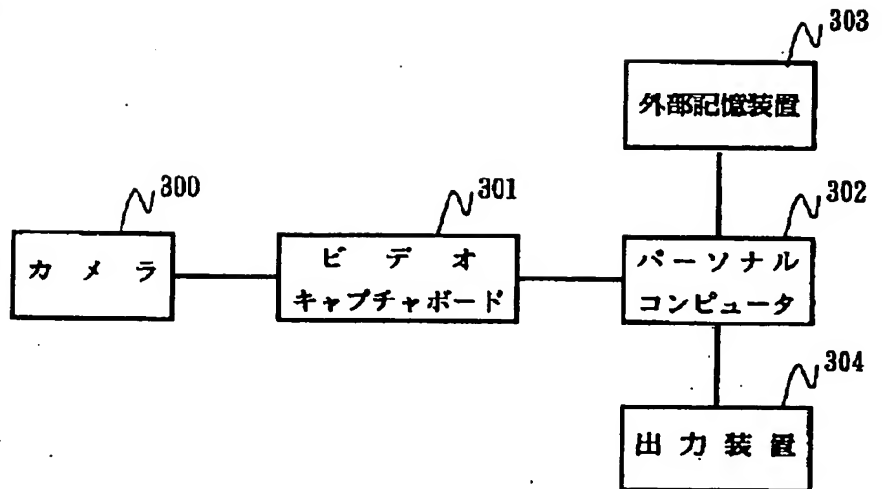 303
外部記憶装置
300
301
302
カメラ
ビデオ
キャプチャボード
パーソナル
コンピュータ
304
出力装置